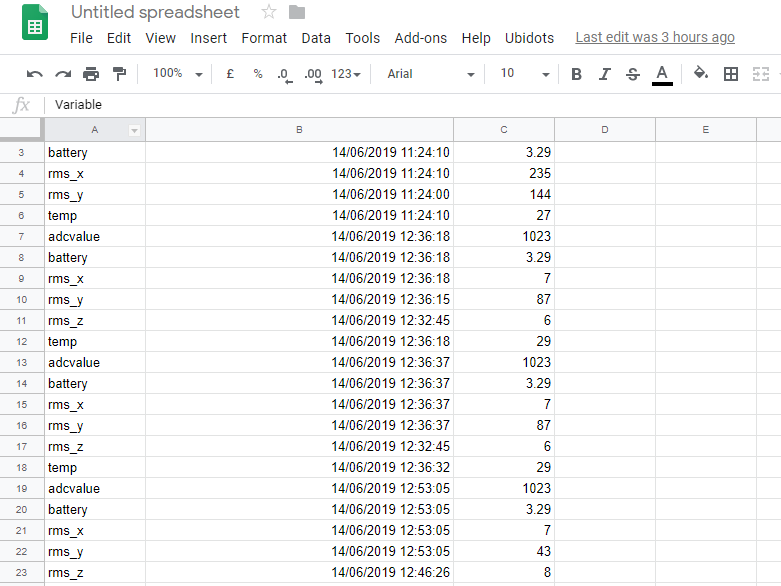 Untitled spreadsheet
File Edit View Insert Format Data Tools Add-ons Help Ubidots Last edit was 3 hours ago
100% £ % .0 .00 123 Arial 10 B I S A
fx Variable
A B C D E
3 battery 14/06/2019 11:24:10 3.29
4 rms_x 14/06/2019 11:24:10 235
5 rms_y 14/06/2019 11:24:00 144
6 temp 14/06/2019 11:24:10 27
7 adcvalue 14/06/2019 12:36:18 1023
8 battery 14/06/2019 12:36:18 3.29
9 rms_x 14/06/2019 12:36:18 7
10 rms_y 14/06/2019 12:36:15 87
11 rms_z 14/06/2019 12:32:45 6
12 temp 14/06/2019 12:36:18 29
13 adcvalue 14/06/2019 12:36:37 1023
14 battery 14/06/2019 12:36:37 3.29
15 rms_x 14/06/2019 12:36:37 7
16 rms_y 14/06/2019 12:36:37 87
17 rms_z 14/06/2019 12:32:45 6
18 temp 14/06/2019 12:36:32 29
19 adcvalue 14/06/2019 12:53:05 1023
20 battery 14/06/2019 12:53:05 3.29
21 rms_x 14/06/2019 12:53:05 7
22 rms_y 14/06/2019 12:53:05 43
23 rms_z 14/06/2019 12:46:26 8